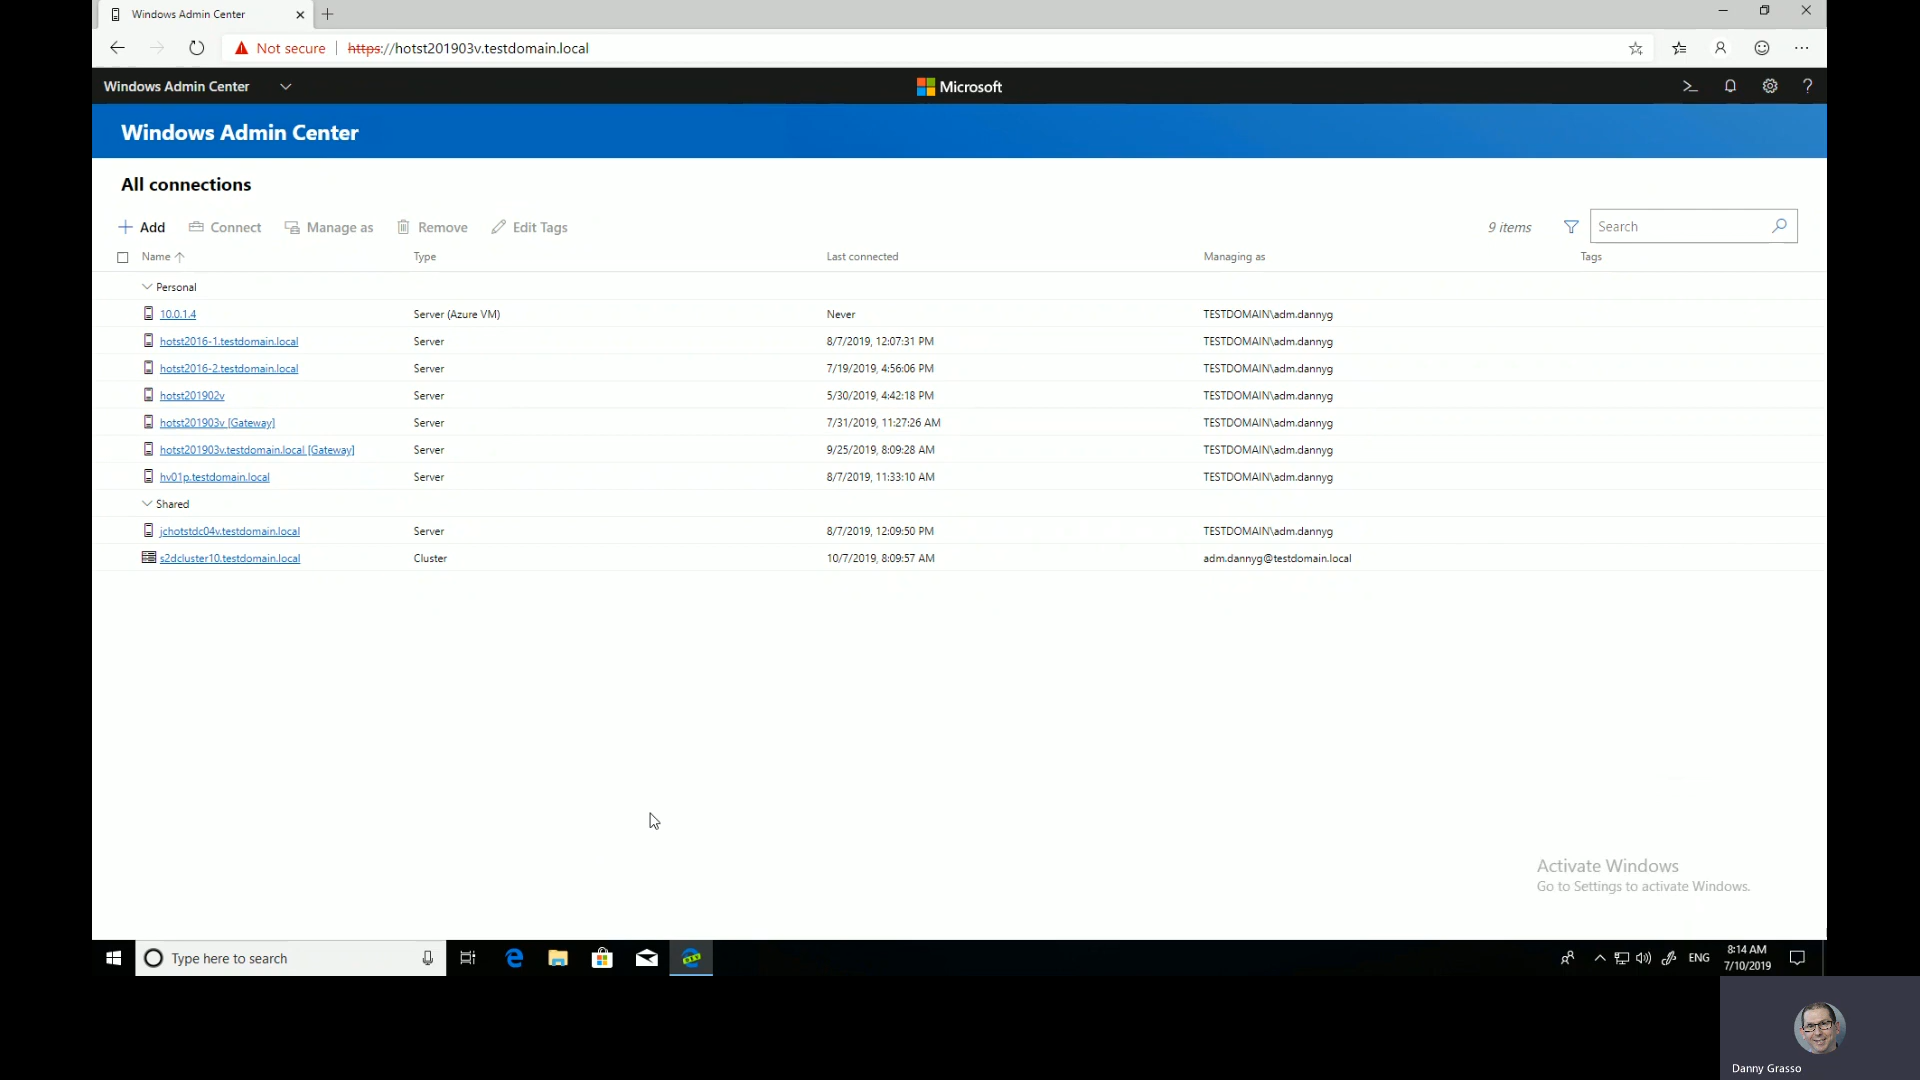 Windows Admin Center
Not secure
https://hotst201903v.testdomain.local
Windows Admin Center
Microsoft
Windows Admin Center
All connections
Add Connect Manage as Remove Edit Tags
9 items
Search
Name Type Last connected Managing as Tags
Personal
10.0.1.4 Server (Azure VM) Never TESTDOMAIN\adm.dannyg
hotst2016-1.testdomain.local Server 8/7/2019, 12:07:31 PM TESTDOMAIN\adm.dannyg
hotst2016-2.testdomain.local Server 7/19/2019, 4:56:06 PM TESTDOMAIN\adm.dannyg
hotst201902v Server 5/30/2019, 4:42:18 PM TESTDOMAIN\adm.dannyg
hotst201903v [Gateway] Server 7/31/2019, 11:27:26 AM TESTDOMAIN\adm.dannyg
hotst201903v.testdomain.local [Gateway] Server 9/25/2019, 8:09:28 AM TESTDOMAIN\adm.dannyg
hv01p.testdomain.local Server 8/7/2019, 11:33:10 AM TESTDOMAIN\adm.dannyg
Shared
jchotstdc04v.testdomain.local Server 8/7/2019, 12:09:50 PM TESTDOMAIN\adm.dannyg
s2dcluster10.testdomain.local Cluster 10/7/2019, 8:09:57 AM adm.dannyg@testdomain.local
Activate Windows
Go to Settings to activate Windows.
Type here to search
ENG
8:14 AM
7/10/2019
Danny Grasso